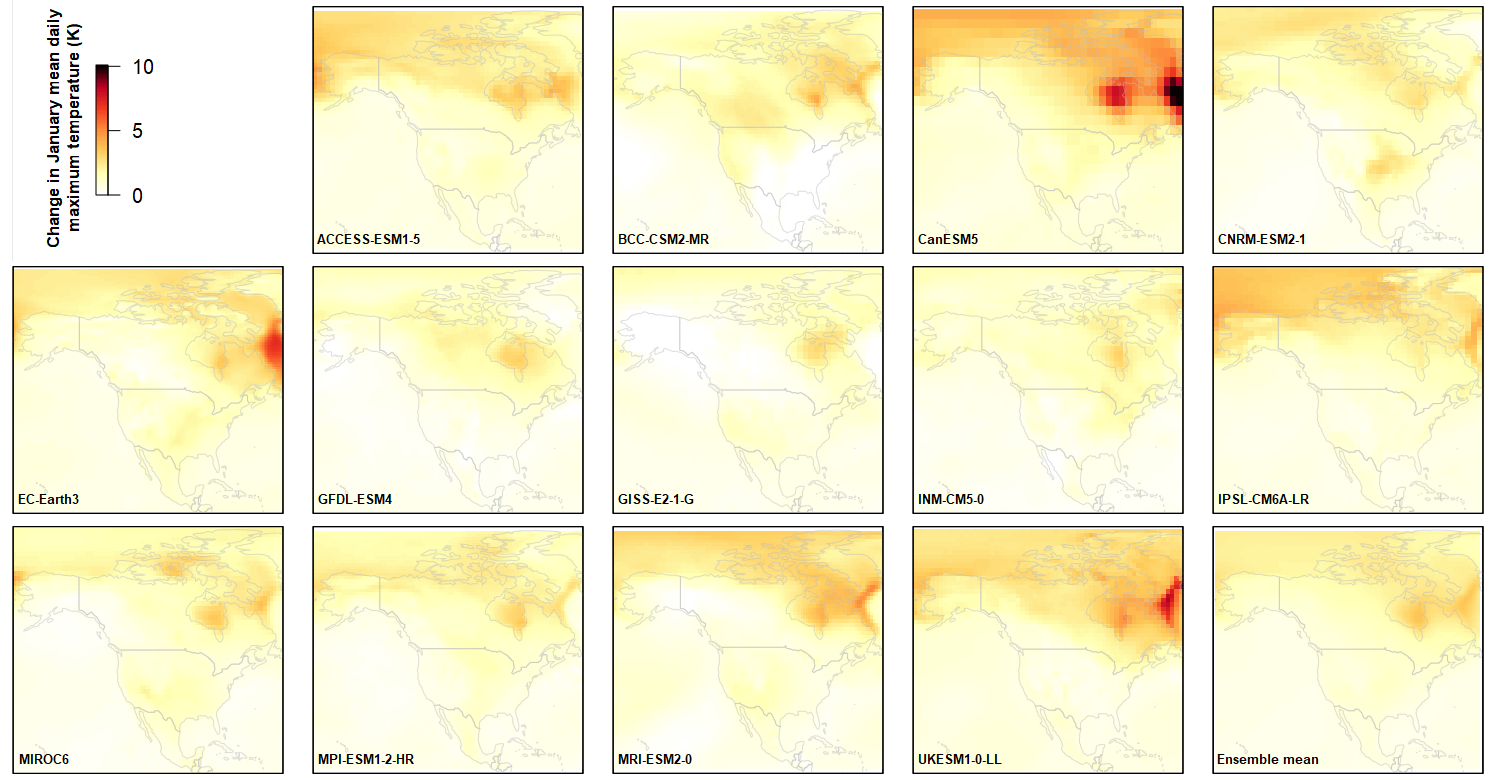 Change in January mean daily
maximum temperature (K)
10
5
0
ACCESS-ESM1-5
BCC-CSM2-MR
CanESM5
CNRM-ESM2-1
EC-Earth3
GFDL-ESM4
GISS-E2-1-G
INM-CM5-0
IPSL-CM6A-LR
MIROC6
MPI-ESM1-2-HR
MRI-ESM2-0
UKESM1-0-LL
Ensemble mean